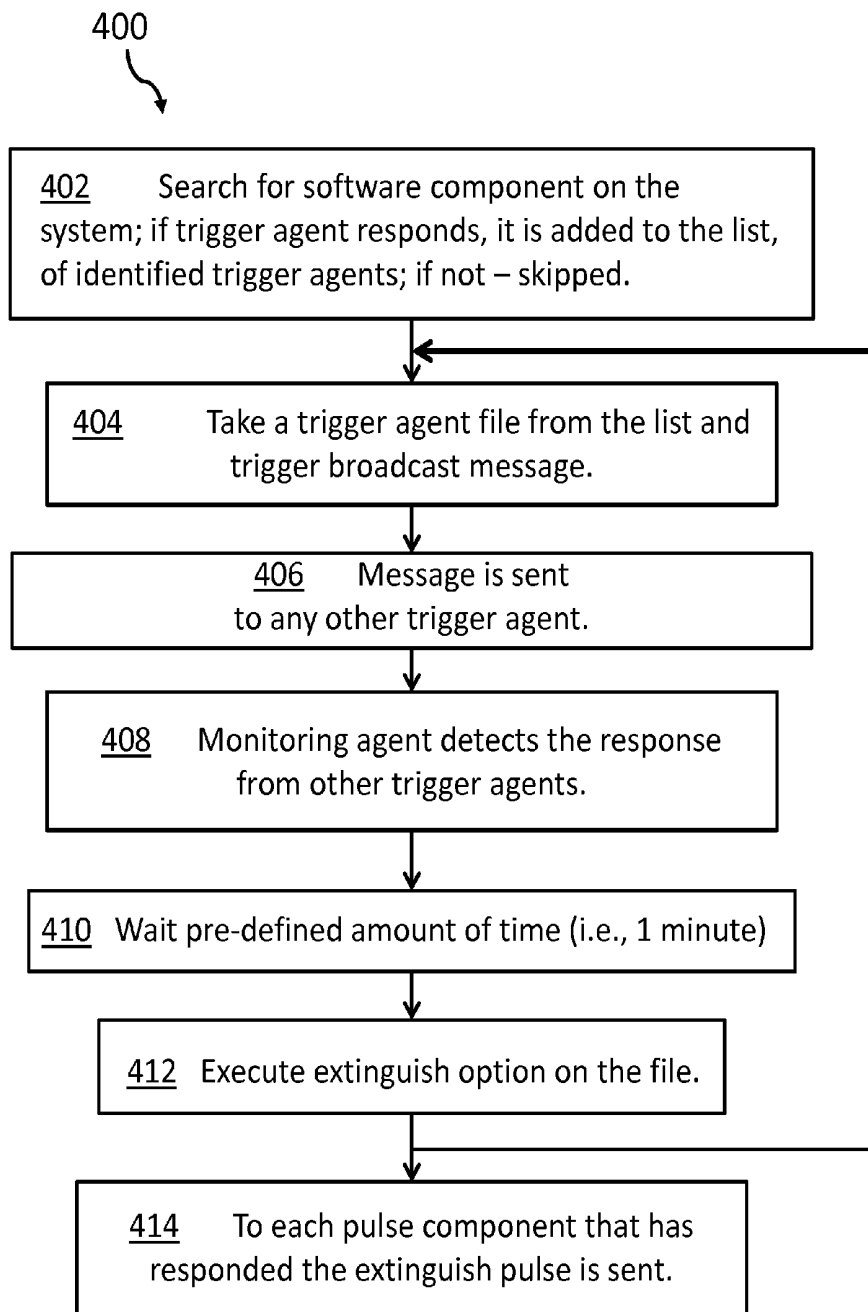 400
402 Search for software component on the
system; if trigger agent responds, it is added to the list,
of identified trigger agents; if not – skipped.
404 Take a trigger agent file from the list and
trigger broadcast message.
406 Message is sent
to any other trigger agent.
408 Monitoring agent detects the response
from other trigger agents.
410 Wait pre-defined amount of time (i.e., 1 minute)
412 Execute extinguish option on the file.
414 To each pulse component that has
responded the extinguish pulse is sent.